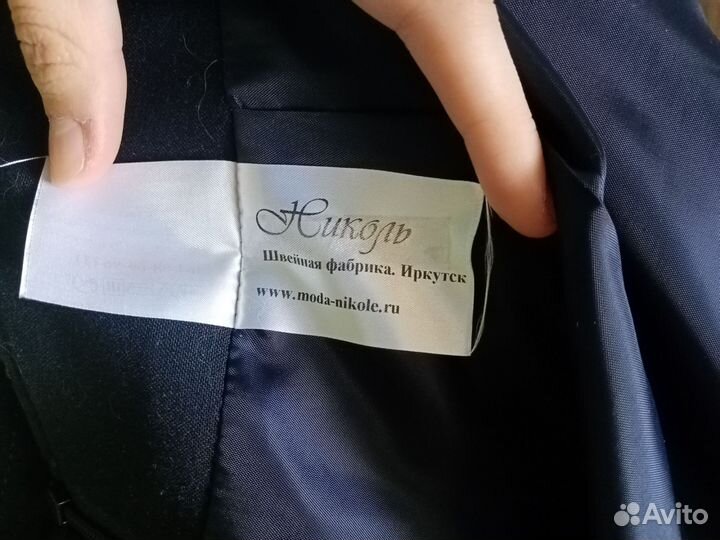 Николь
Швейная фабрика. Иркутск
www.moda-nikole.ru
Avito